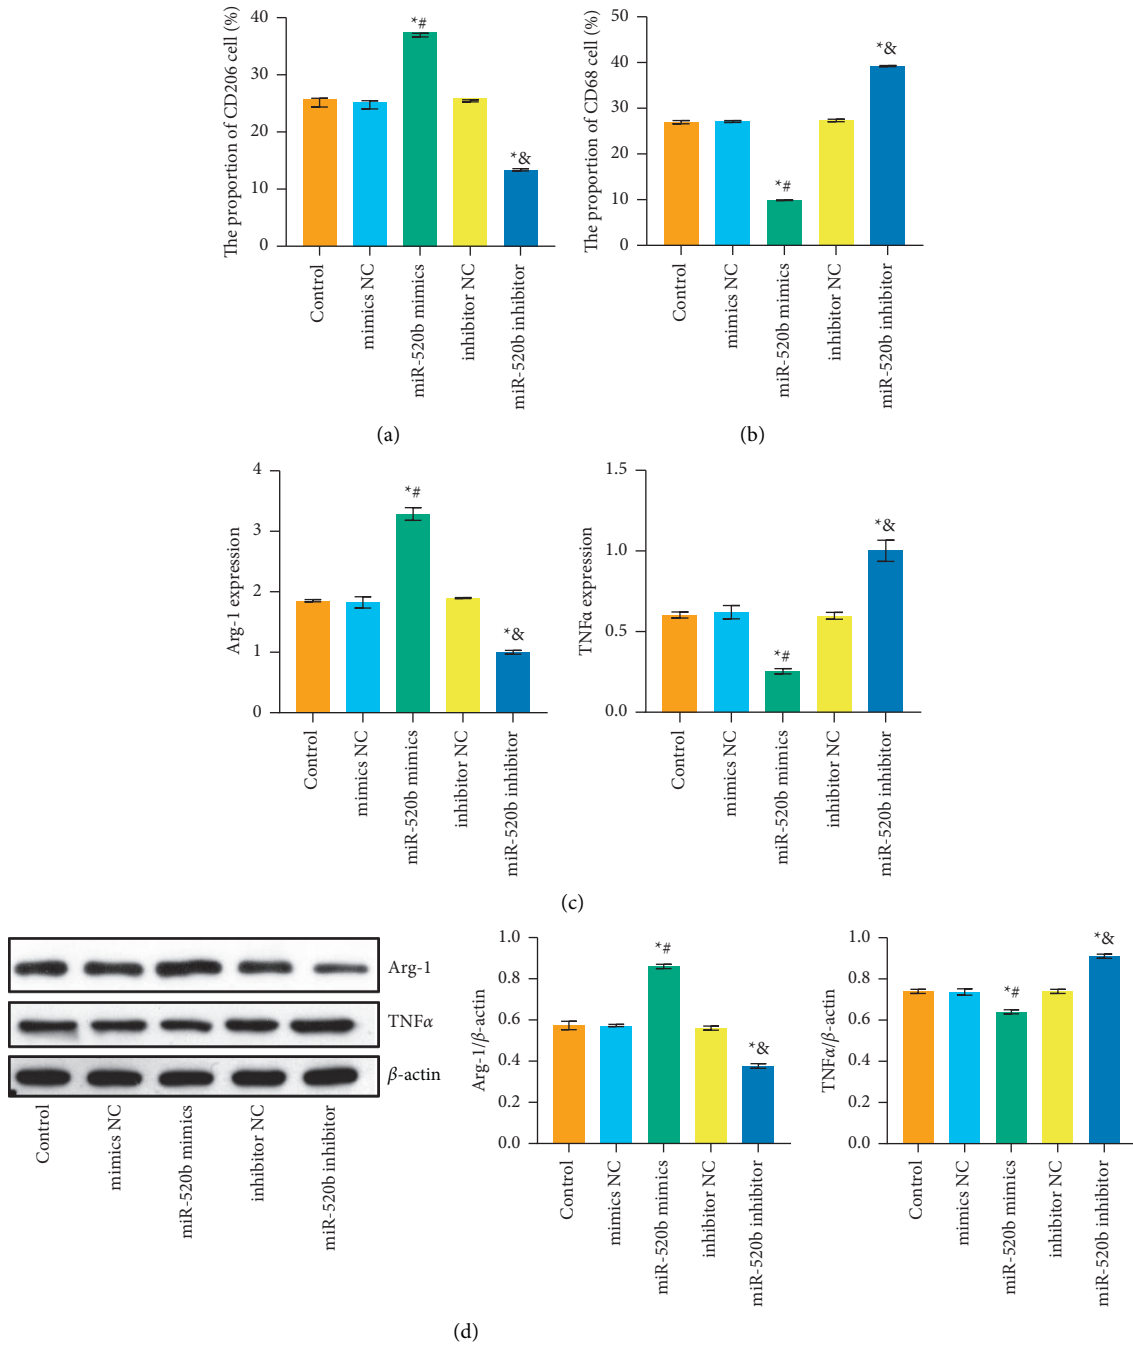 The proportion of CD206 cell (%)
40
30
20
10
0
*#
*&
Control
mimics NC
miR-520b mimics
inhibitor NC
miR-520b inhibitor
(a)
The proportion of CD68 cell (%)
50
40
30
20
10
0
*#
*&
Control
mimics NC
miR-520b mimics
inhibitor NC
miR-520b inhibitor
(b)
Arg-1 expression
4
3
2
1
0
*#
*&
Control
mimics NC
miR-520b mimics
inhibitor NC
miR-520b inhibitor
TNFα expression
1.5
1.0
0.5
0.0
*#
*&
Control
mimics NC
miR-520b mimics
inhibitor NC
miR-520b inhibitor
(c)
Arg-1
TNFα
β-actin
Control
mimics NC
miR-520b mimics
inhibitor NC
miR-520b inhibitor
Arg-1/β-actin
1.0
0.8
0.6
0.4
0.2
0.0
*#
*&
Control
mimics NC
miR-520b mimics
inhibitor NC
miR-520b inhibitor
TNFα/β-actin
1.0
0.8
0.6
0.4
0.2
0.0
*#
*&
Control
mimics NC
miR-520b mimics
inhibitor NC
miR-520b inhibitor
(d)